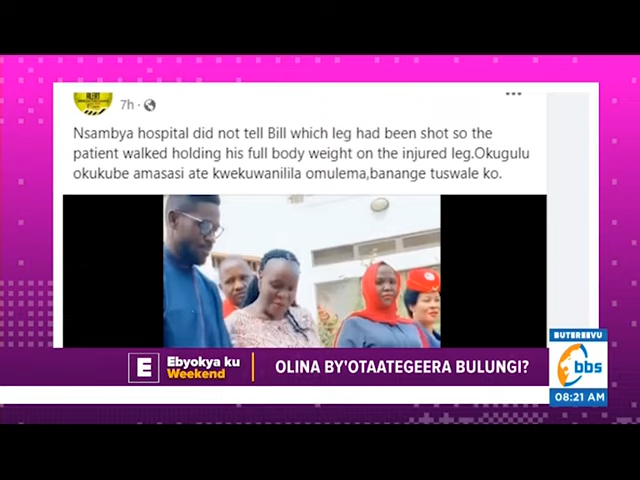 ALERT
7h
Nsambya hospital did not tell Bill which leg had been shot so the
patient walked holding his full body weight on the injured leg.Okugulu
okukube amasasi ate kwekuwanilila omulema,banange tuswale ko.
E
Ebyokya ku
Weekend
OLINA BY'OTAATEGEERA BULUNGI?
BUTEREEVU
bbs
08:21 AM